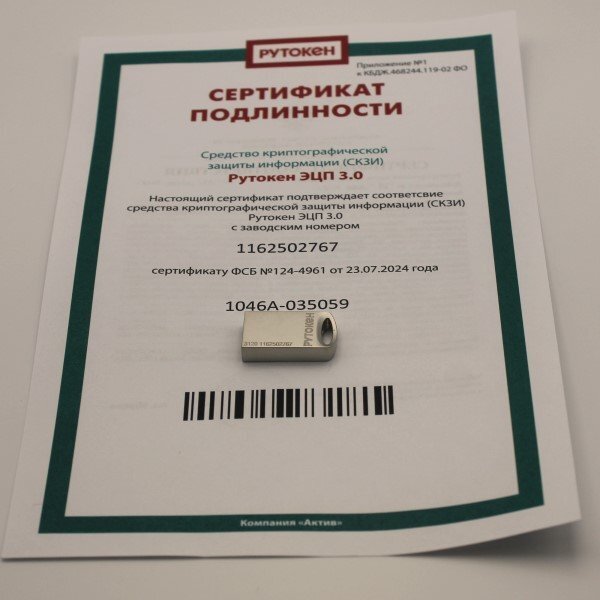 РУТОКЕН
Приложение №1
к КБДЖ.468244.119-02 ФО
СЕРТИФИКАТ
ПОДЛИННОСТИ
Средство криптографической
защиты информации (СКЗИ)
Рутокен ЭЦП 3.0
Настоящий сертификат подтверждает соответсвие
средства криптографической защиты информации (СКЗИ)
Рутокен ЭЦП 3.0
с заводским номером
1162502767
сертификату ФСБ №124-4961 от 23.07.2024 года
1046А-035059
РУТОКЕН
3120 1162502767
Компания «Актив»